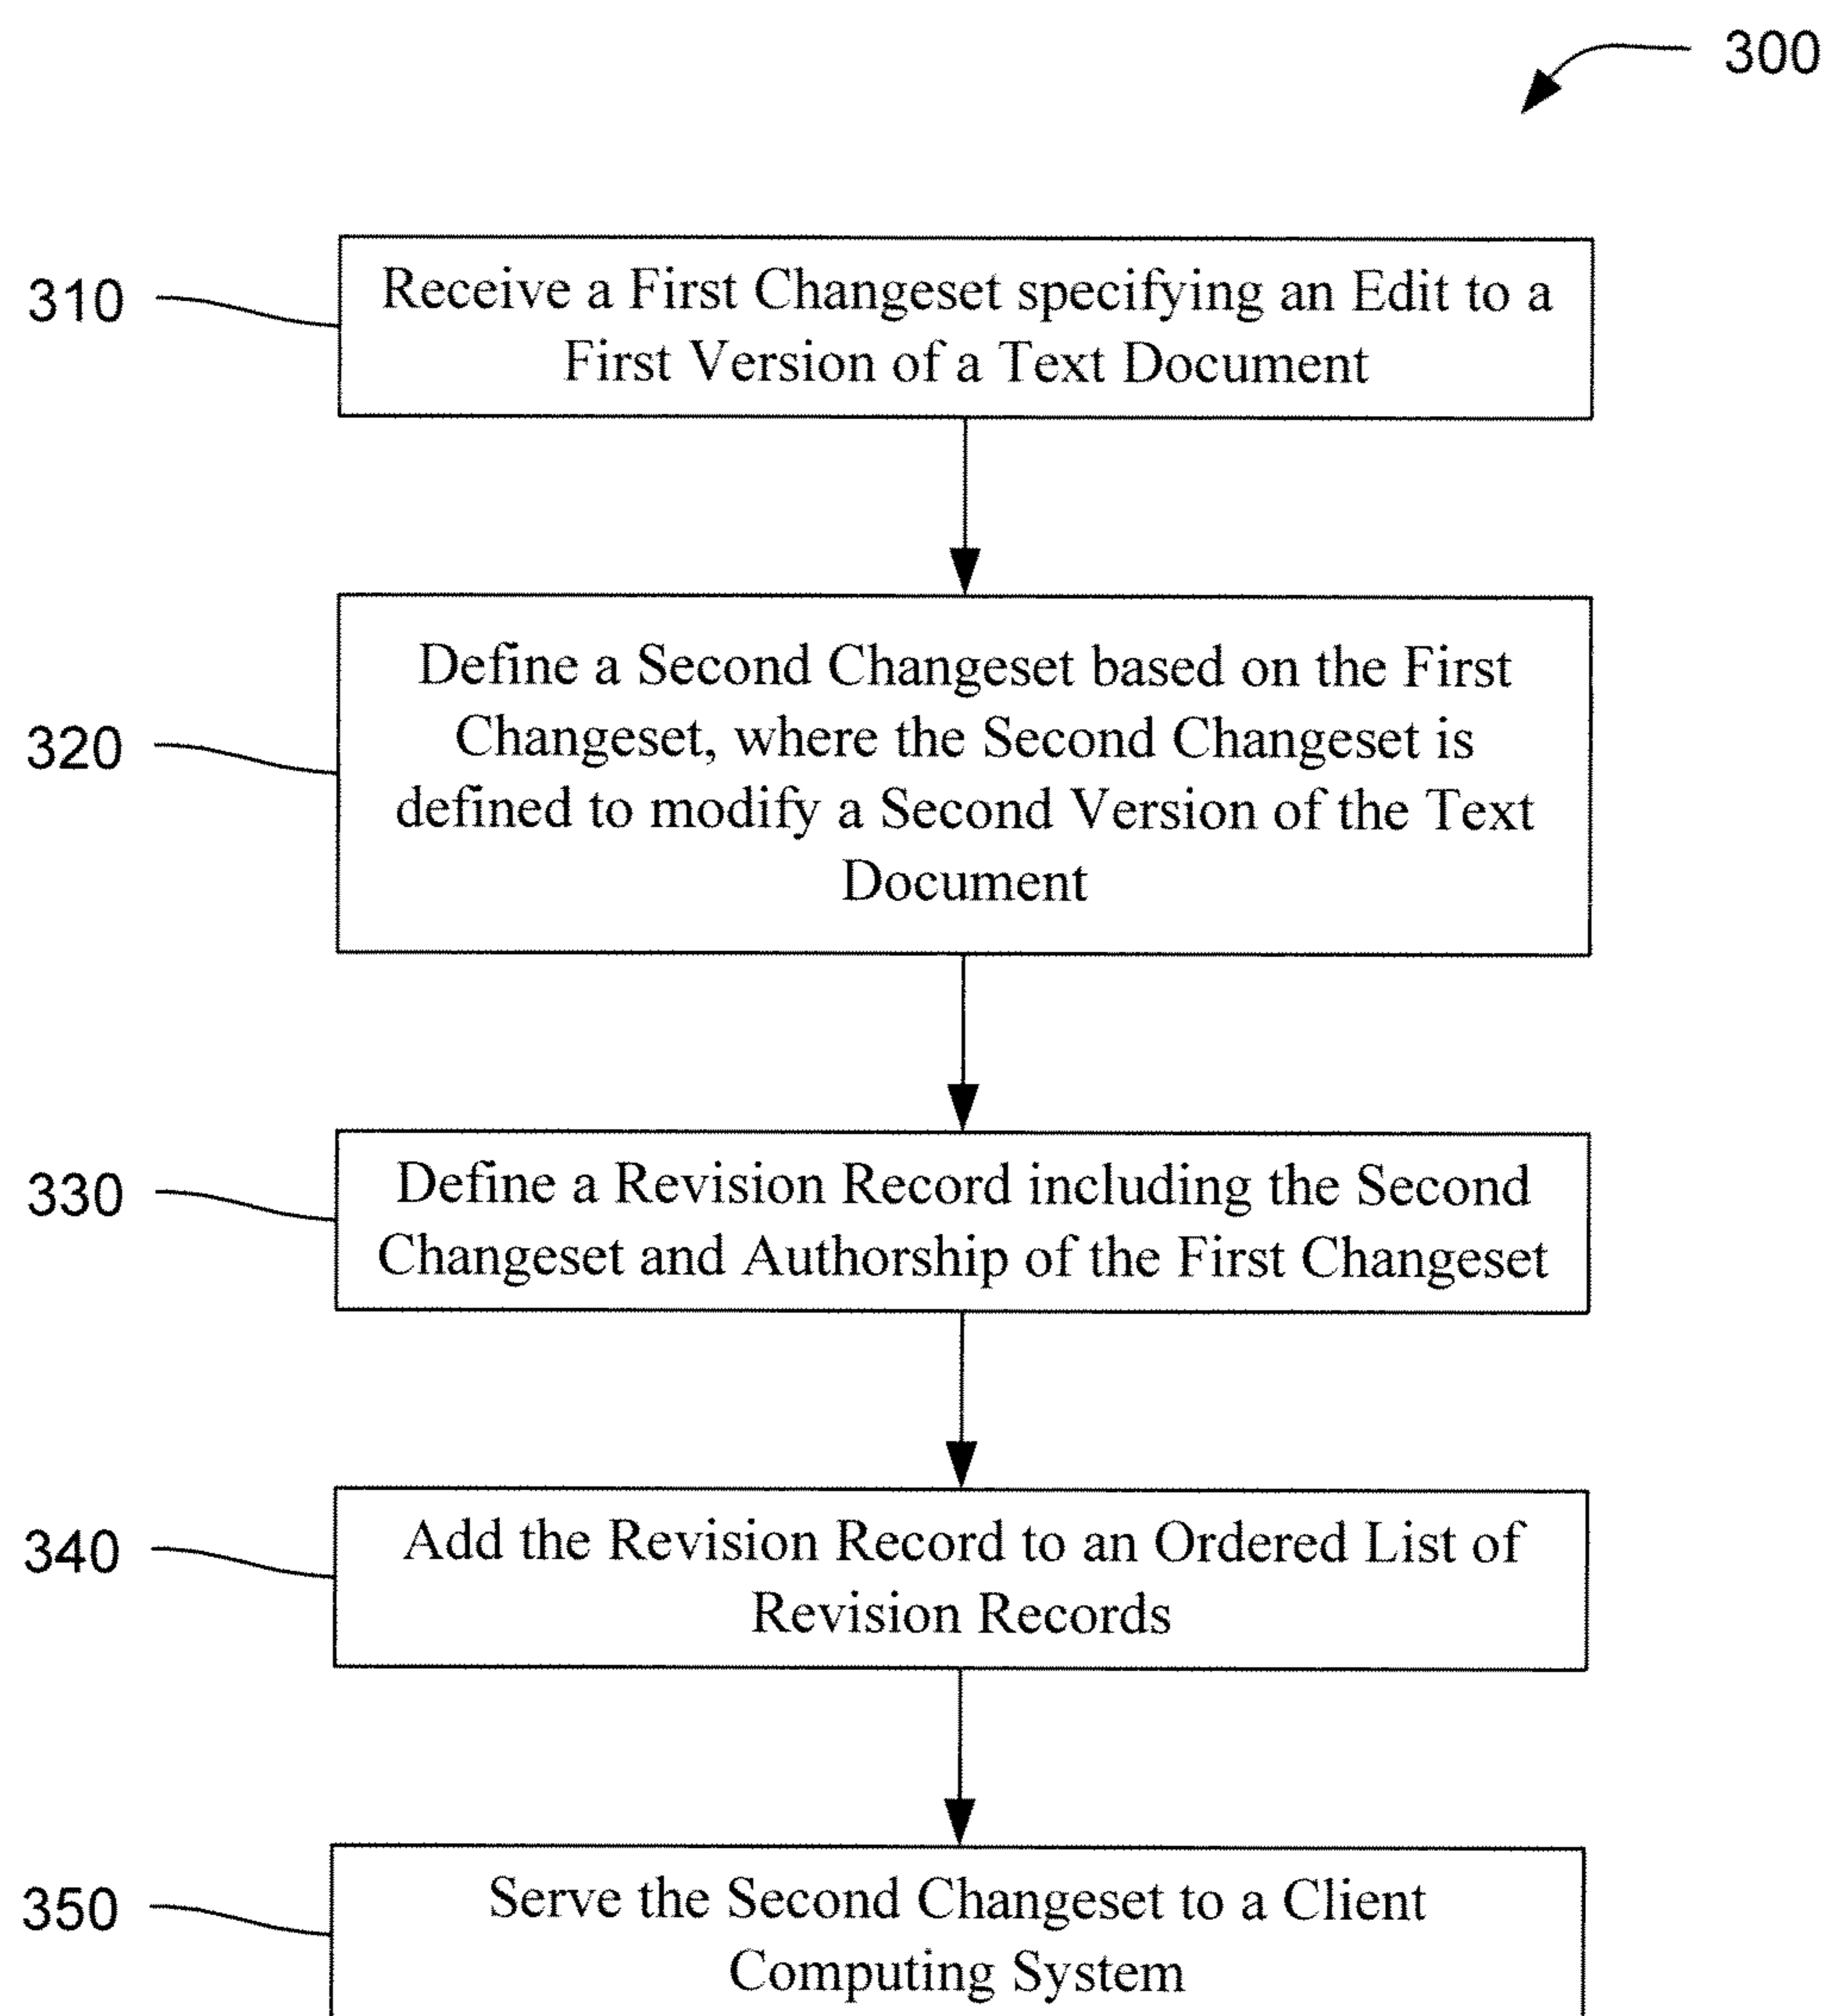 300
310
Receive a First Changeset specifying an Edit to a
First Version of a Text Document
320
Define a Second Changeset based on the First
Changeset, where the Second Changeset is
defined to modify a Second Version of the Text
Document
330
Define a Revision Record including the Second
Changeset and Authorship of the First Changeset
340
Add the Revision Record to an Ordered List of
Revision Records
350
Serve the Second Changeset to a Client
Computing System